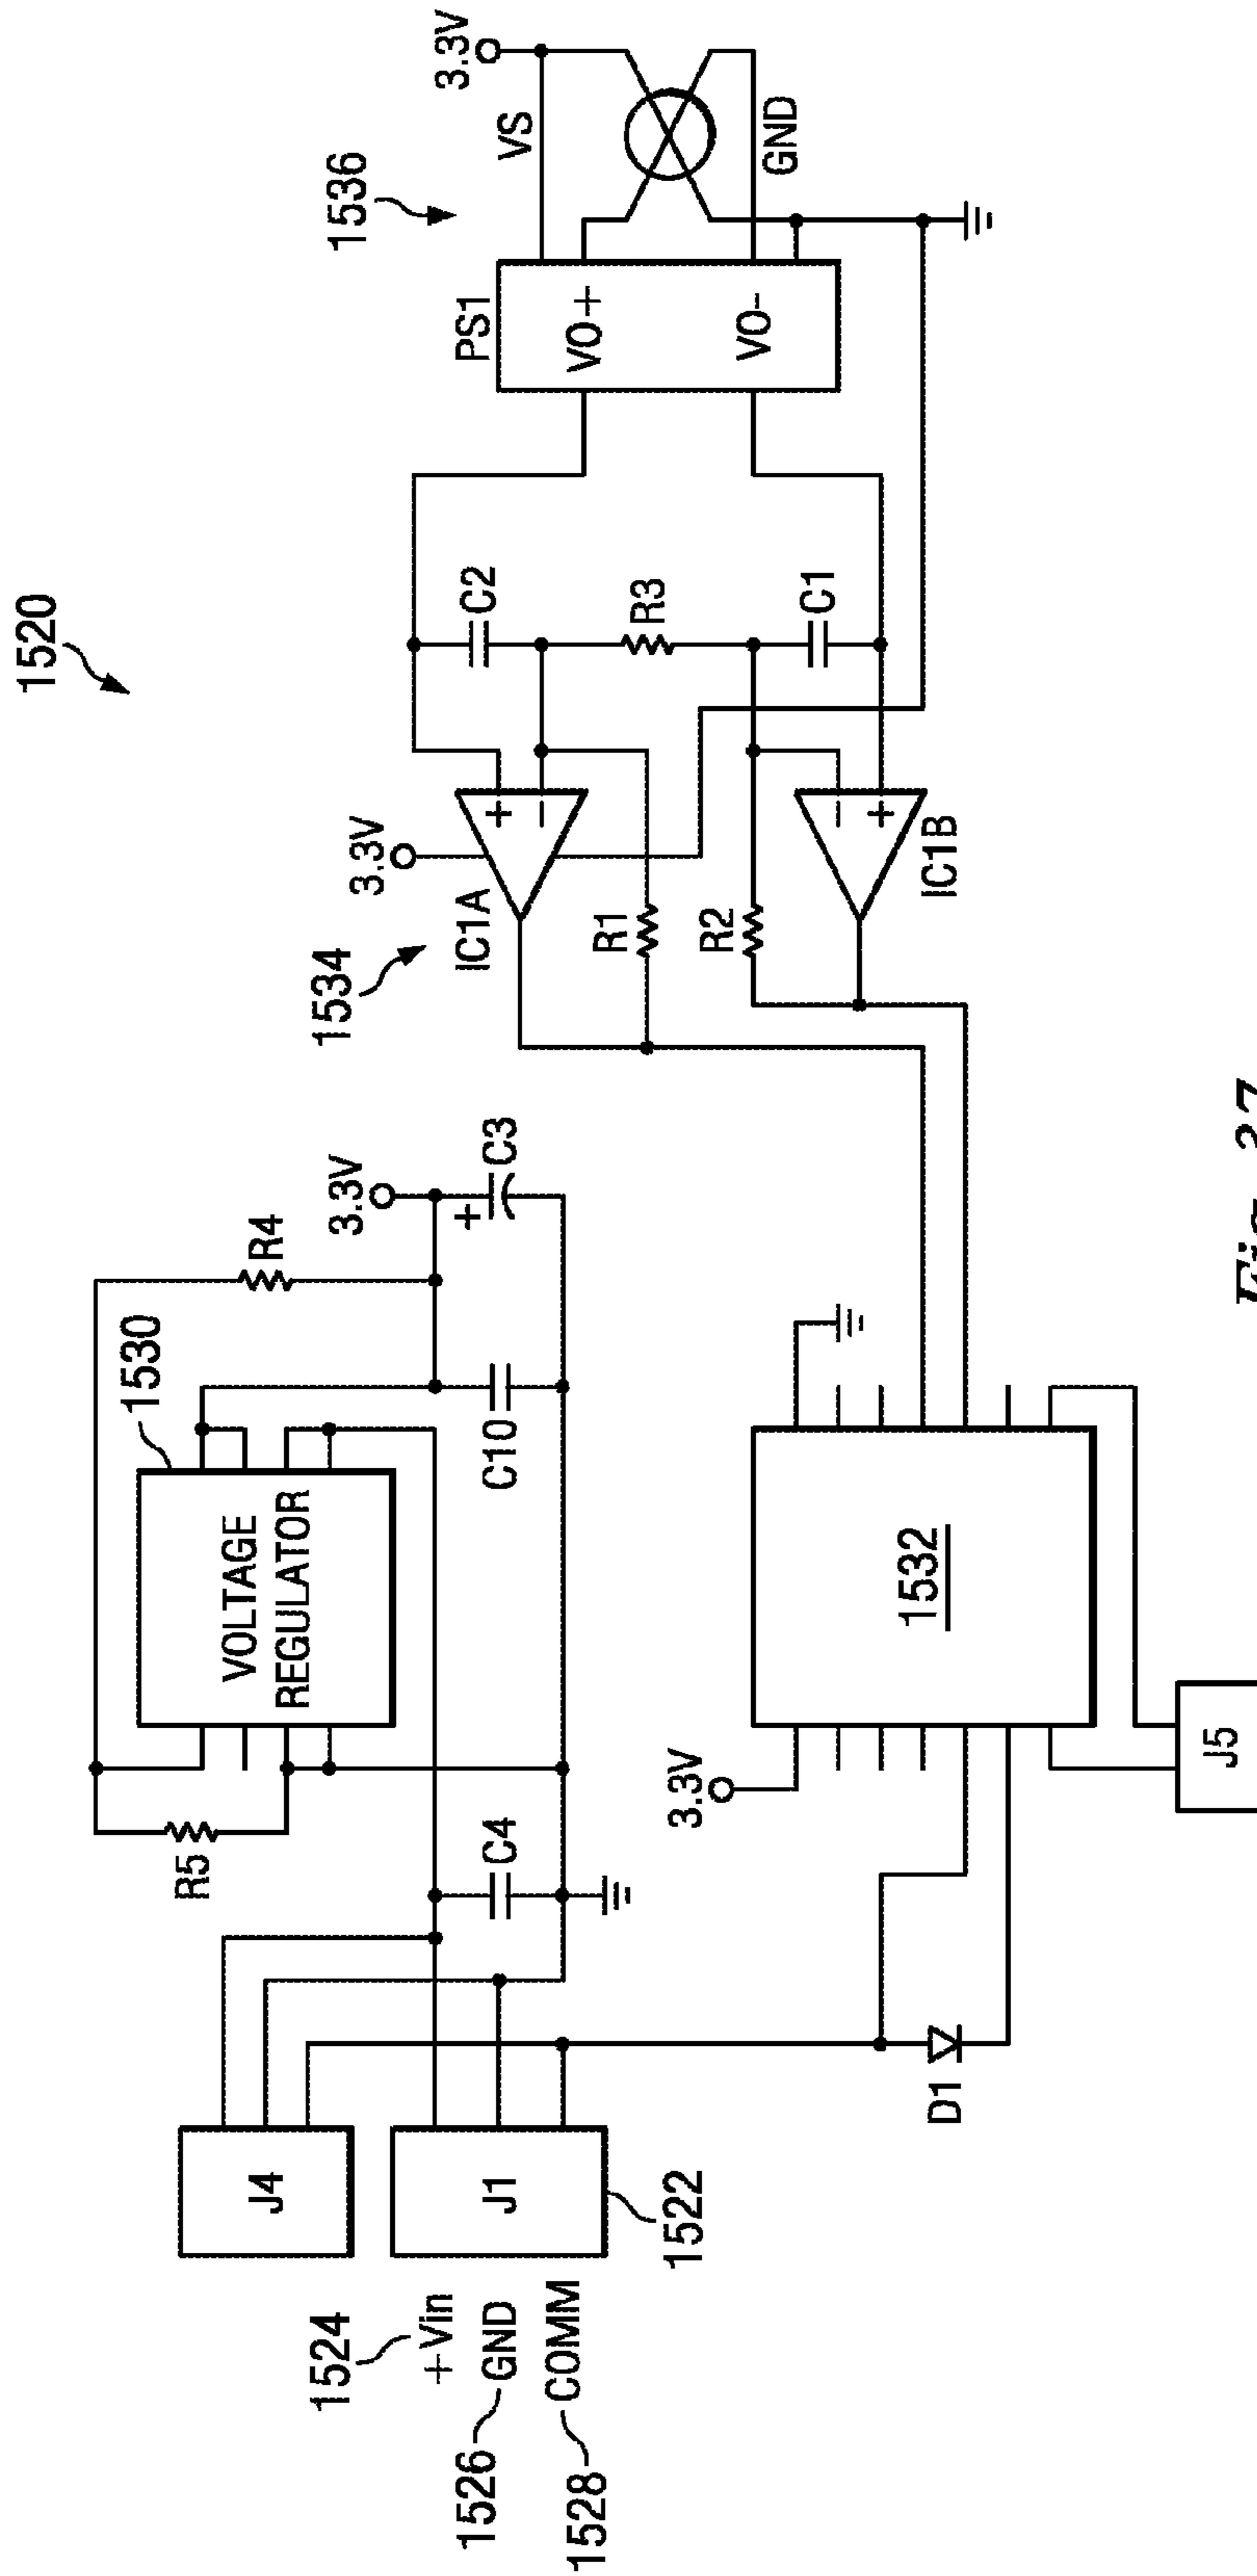 1520
1536
3.3V
VS
PS1
VO+
VO-
GND
1534
3.3V
IC1A
C2
R3
C1
R1
R2
IC1B
1530
R4
3.3V
+
C3
VOLTAGE
REGULATOR
C10
R5
C4
J4
J1
1522
1524
+Vin
1526
GND
1528
COMM
3.3V
1532
D1
J5
Fig. 37